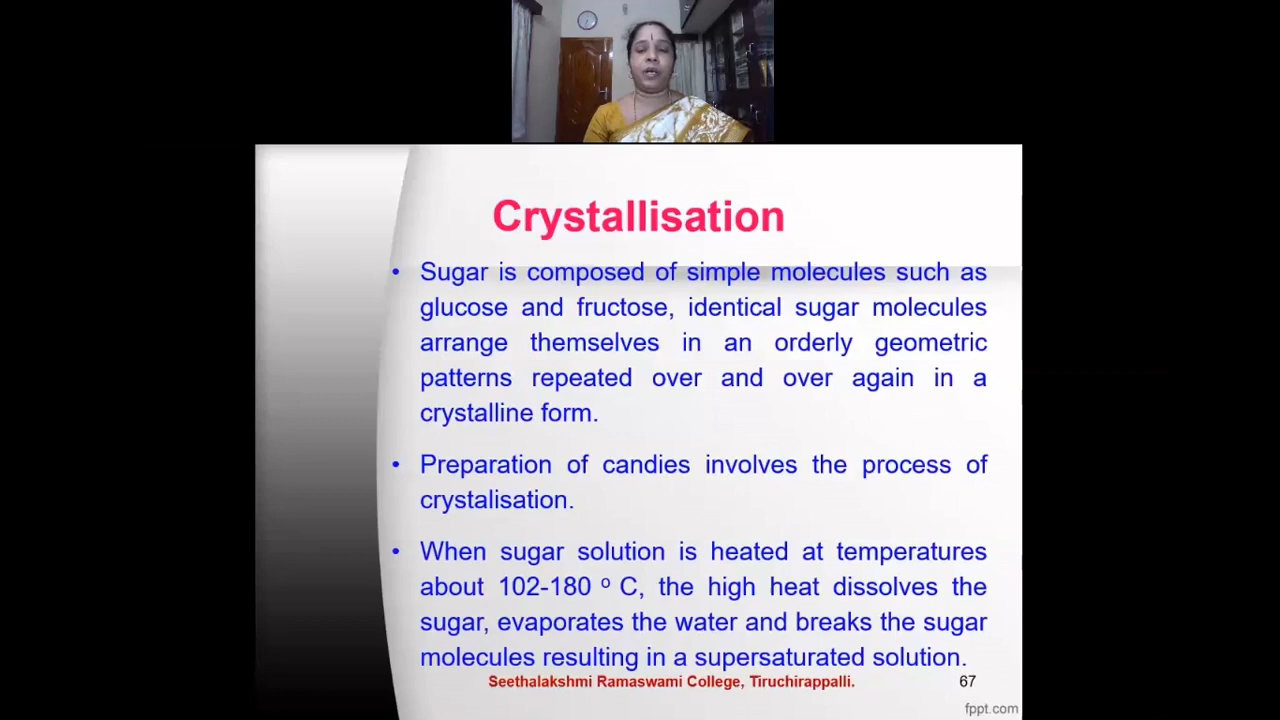 Crystallisation
• Sugar is composed of simple molecules such as
glucose and fructose, identical sugar molecules
arrange themselves in an orderly geometric
patterns repeated over and over again in a
crystalline form.
• Preparation of candies involves the process of
crystalisation.
• When sugar solution is heated at temperatures
about 102-180 º C, the high heat dissolves the
sugar, evaporates the water and breaks the sugar
molecules resulting in a supersaturated solution.
Seethalakshmi Ramaswami College, Tiruchirappalli. 67
fppt.com